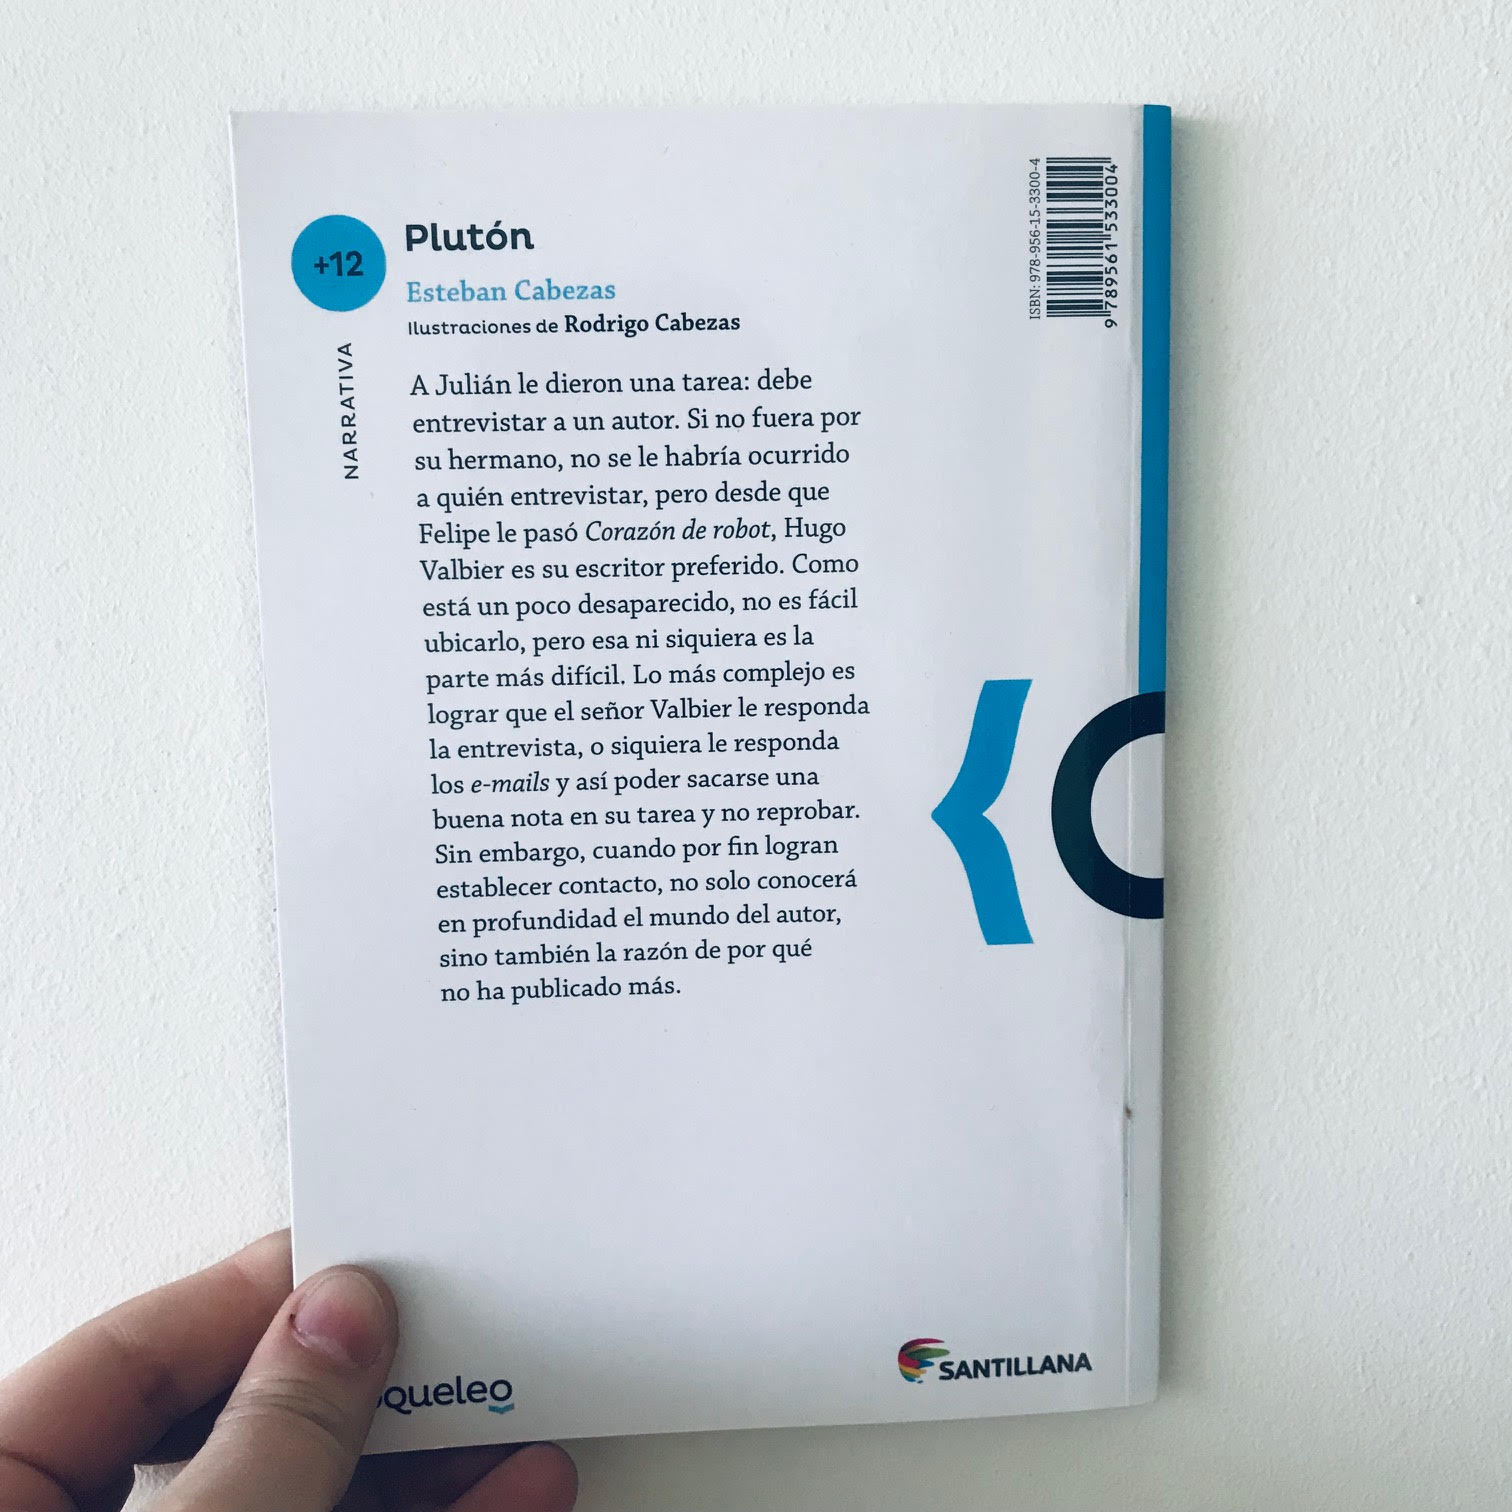 +12
NARRATIVA
Plutón
Esteban Cabezas
Ilustraciones de Rodrigo Cabezas
A Julián le dieron una tarea: debe
entrevistar a un autor. Si no fuera por
su hermano, no se le habría ocurrido
a quién entrevistar, pero desde que
Felipe le pasó Corazón de robot, Hugo
Valbier es su escritor preferido. Como
está un poco desaparecido, no es fácil
ubicarlo, pero esa ni siquiera es la
parte más difícil. Lo más complejo es
lograr que el señor Valbier le responda
la entrevista, o siquiera le responda
los e-mails y así poder sacarse una
buena nota en su tarea y no reprobar.
Sin embargo, cuando por fin logran
establecer contacto, no solo conocerá
en profundidad el mundo del autor,
sino también la razón de por qué
no ha publicado más.
ISBN: 978-956-15-3300-4
9 789561 533004
SANTILLANA